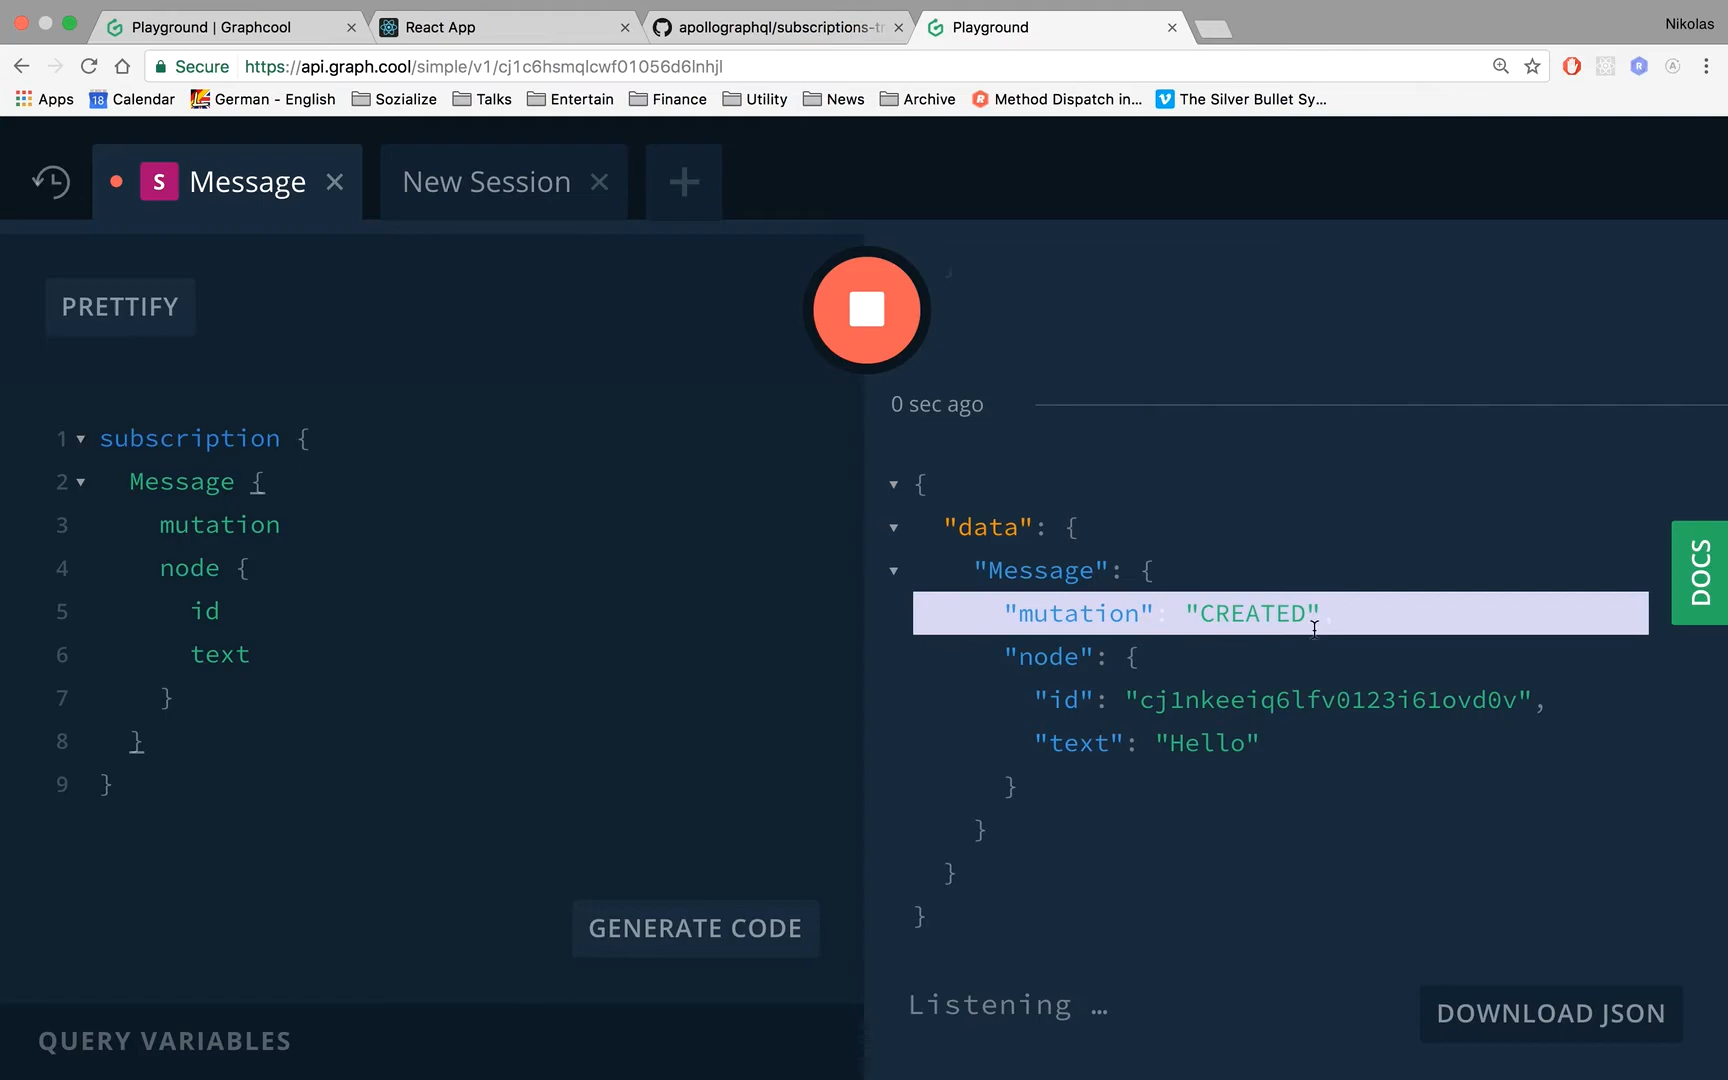 Playground | Graphcool
React App
apollographql/subscriptions-tr
Playground
Nikolas
Secure https://api.graph.cool/simple/v1/cj1c6hsmqlcwf01056d6lnhjl
Apps 18 Calendar German - English Sozialize Talks Entertain Finance Utility News Archive Method Dispatch in... The Silver Bullet Sy...
S Message
New Session
PRETTIFY
1 subscription {
2 Message {
3 mutation
4 node {
5 id
6 text
7 }
8 }
9 }
GENERATE CODE
QUERY VARIABLES
0 sec ago
{
"data": {
"Message": {
"mutation": "CREATED",
"node": {
"id": "cj1nkeeiq6lfv0123i61ovd0v",
"text": "Hello"
}
}
}
}
Listening …
DOWNLOAD JSON
DOCS